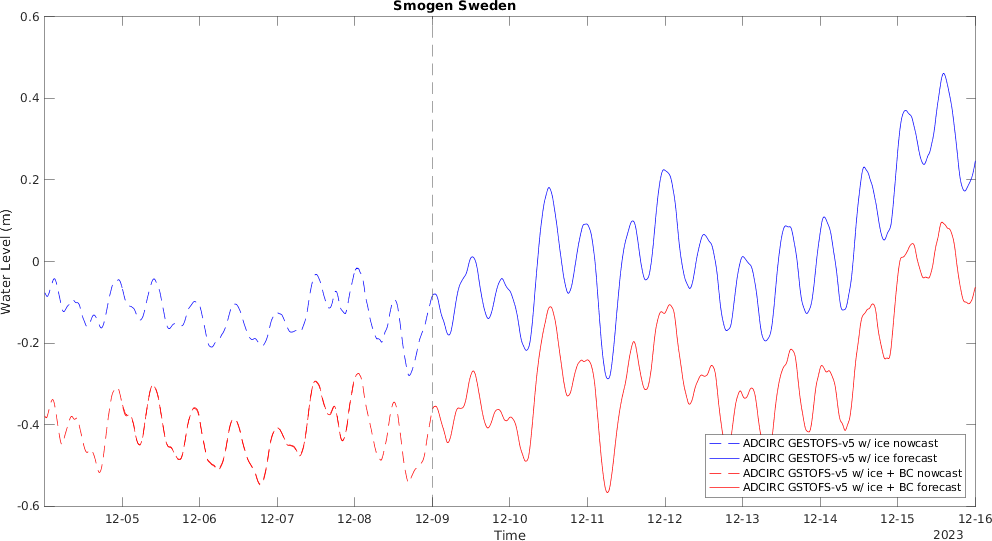 Smogen Sweden
0.6
0.4
0.2
0
-0.2
-0.4
-0.6
Water Level (m)
ADCIRC GESTOFS-v5 w/ ice nowcast
ADCIRC GESTOFS-v5 w/ ice forecast
ADCIRC GSTOFS-v5 w/ ice + BC nowcast
ADCIRC GSTOFS-v5 w/ ice + BC forecast
12-05 12-06 12-07 12-08 12-09 12-10 12-11 12-12 12-13 12-14 12-15 12-16
Time
2023